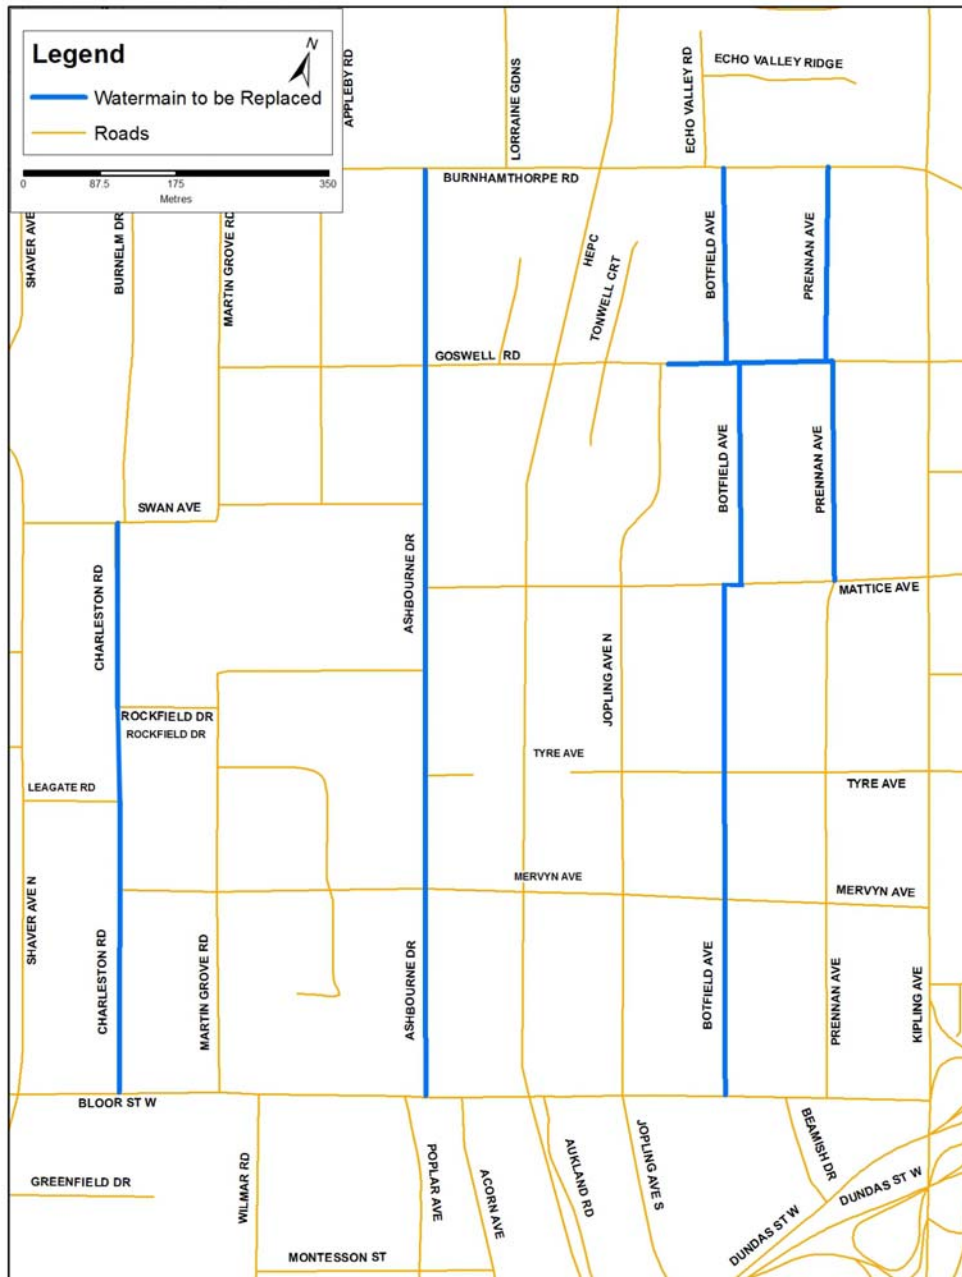 Legend
N
Watermain to be Replaced
Roads
0 87.5 175 350
Metres
APPLEBY RD
LORRAINE GDNS
ECHO VALLEY RD
ECHO VALLEY RIDGE
BURNHAMTHORPE RD
SHAVER AVE
BURNELM DR
MARTIN GROVE RD
HEPC
TONWELL CRT
BOTFIELD AVE
PRENNAN AVE
GOSWELL RD
BOTFIELD AVE
PRENNAN AVE
SWAN AVE
CHARLESTON RD
ASHBOURNE DR
MATTICE AVE
JOPLING AVE N
ROCKFIELD DR
ROCKFIELD DR
TYRE AVE
LEAGATE RD
TYRE AVE
MERVYN AVE
MERVYN AVE
SHAVER AVE N
CHARLESTON RD
MARTIN GROVE RD
ASHBOURNE DR
BOTFIELD AVE
PRENNAN AVE
KIPLING AVE
BLOOR ST W
GREENFIELD DR
WILMAR RD
POPLAR AVE
ACORN AVE
AUKLAND RD
JOPLING AVE S
BEAMISH DR
DUNDAS ST W
DUNDAS ST W
MONTESSON ST